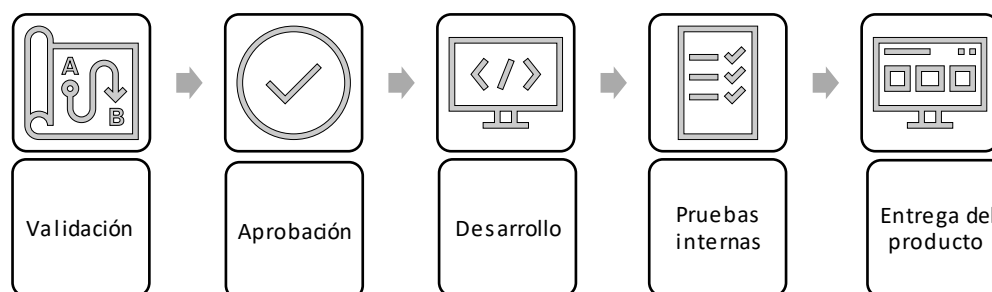 A
B
</>
Validación
Aprobación
Desarrollo
Pruebas
internas
Entrega del
producto